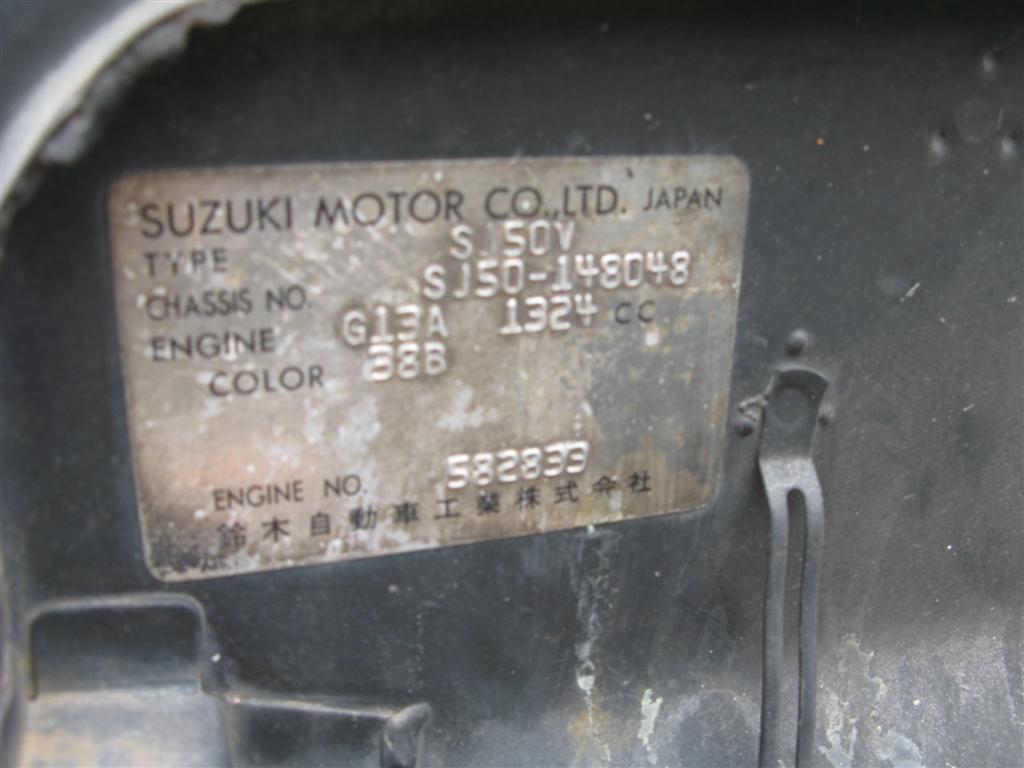 SUZUKI MOTOR CO.,LTD. JAPAN
TYPE SJ50V
CHASSIS NO. SJ50-148048
ENGINE G13A 1324 CC
COLOR 38B
ENGINE NO. 582839
鈴木自動車工業株式会社